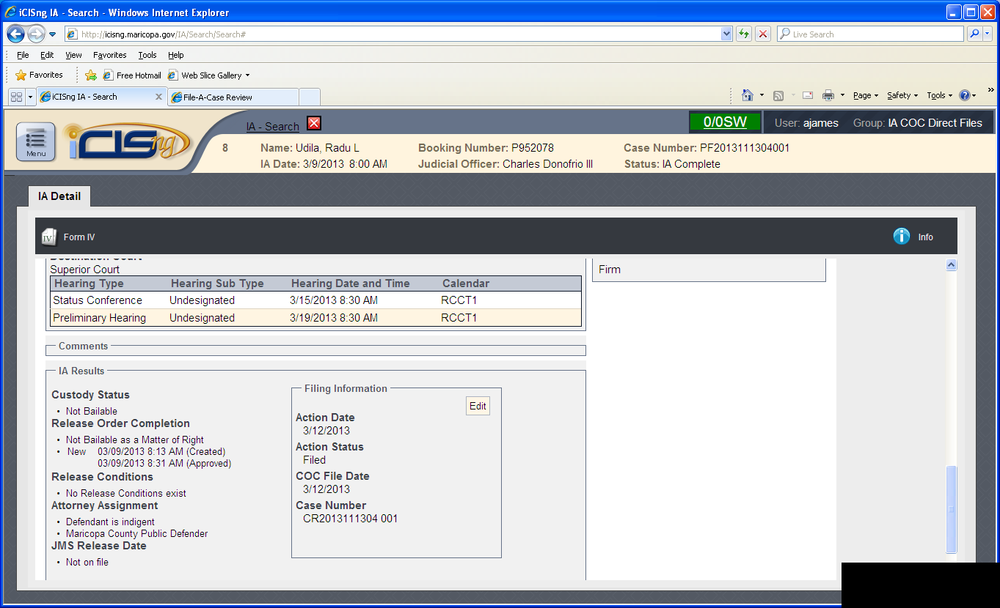 iCISng IA - Search - Windows Internet Explorer
http://icisng.maricopa.gov/IA/Search/Search#
Live Search
File Edit View Favorites Tools Help
Favorites Free Hotmail Web Slice Gallery
iCISng IA - Search File-A-Case Review Page Safety Tools
IA - Search 0/0SW User: ajames Group: IA COC Direct Files
Menu iCISng
8 Name: Udila, Radu L Booking Number: P952078 Case Number: PF2013111304001
IA Date: 3/9/2013 8:00 AM Judicial Officer: Charles Donofrio III Status: IA Complete
IA Detail
IV Form IV Info
Destination Court
Superior Court Firm
Hearing Type Hearing Sub Type Hearing Date and Time Calendar
Status Conference Undesignated 3/15/2013 8:30 AM RCCT1
Preliminary Hearing Undesignated 3/19/2013 8:30 AM RCCT1
Comments
IA Results
Custody Status
• Not Bailable
Release Order Completion
• Not Bailable as a Matter of Right
• New 03/09/2013 8:13 AM (Created)
03/09/2013 8:31 AM (Approved)
Release Conditions
• No Release Conditions exist
Attorney Assignment
• Defendant is indigent
• Maricopa County Public Defender
JMS Release Date
• Not on file
Filing Information
Edit
Action Date
3/12/2013
Action Status
Filed
COC File Date
3/12/2013
Case Number
CR2013111304 001